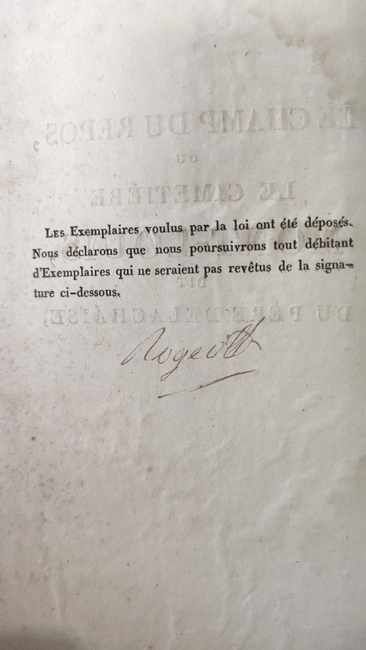 Les Exemplaires voulus par la loi ont été déposés.
Nous déclarons que nous poursuivrons tout débitant
d'Exemplaires qui ne seraient pas revêtus de la signa-
ture ci-dessous.
LE CHAMP DU REPOS,
OU
LE CIMETIÈRE
DIT
DU PÈRE DELACHAISE,